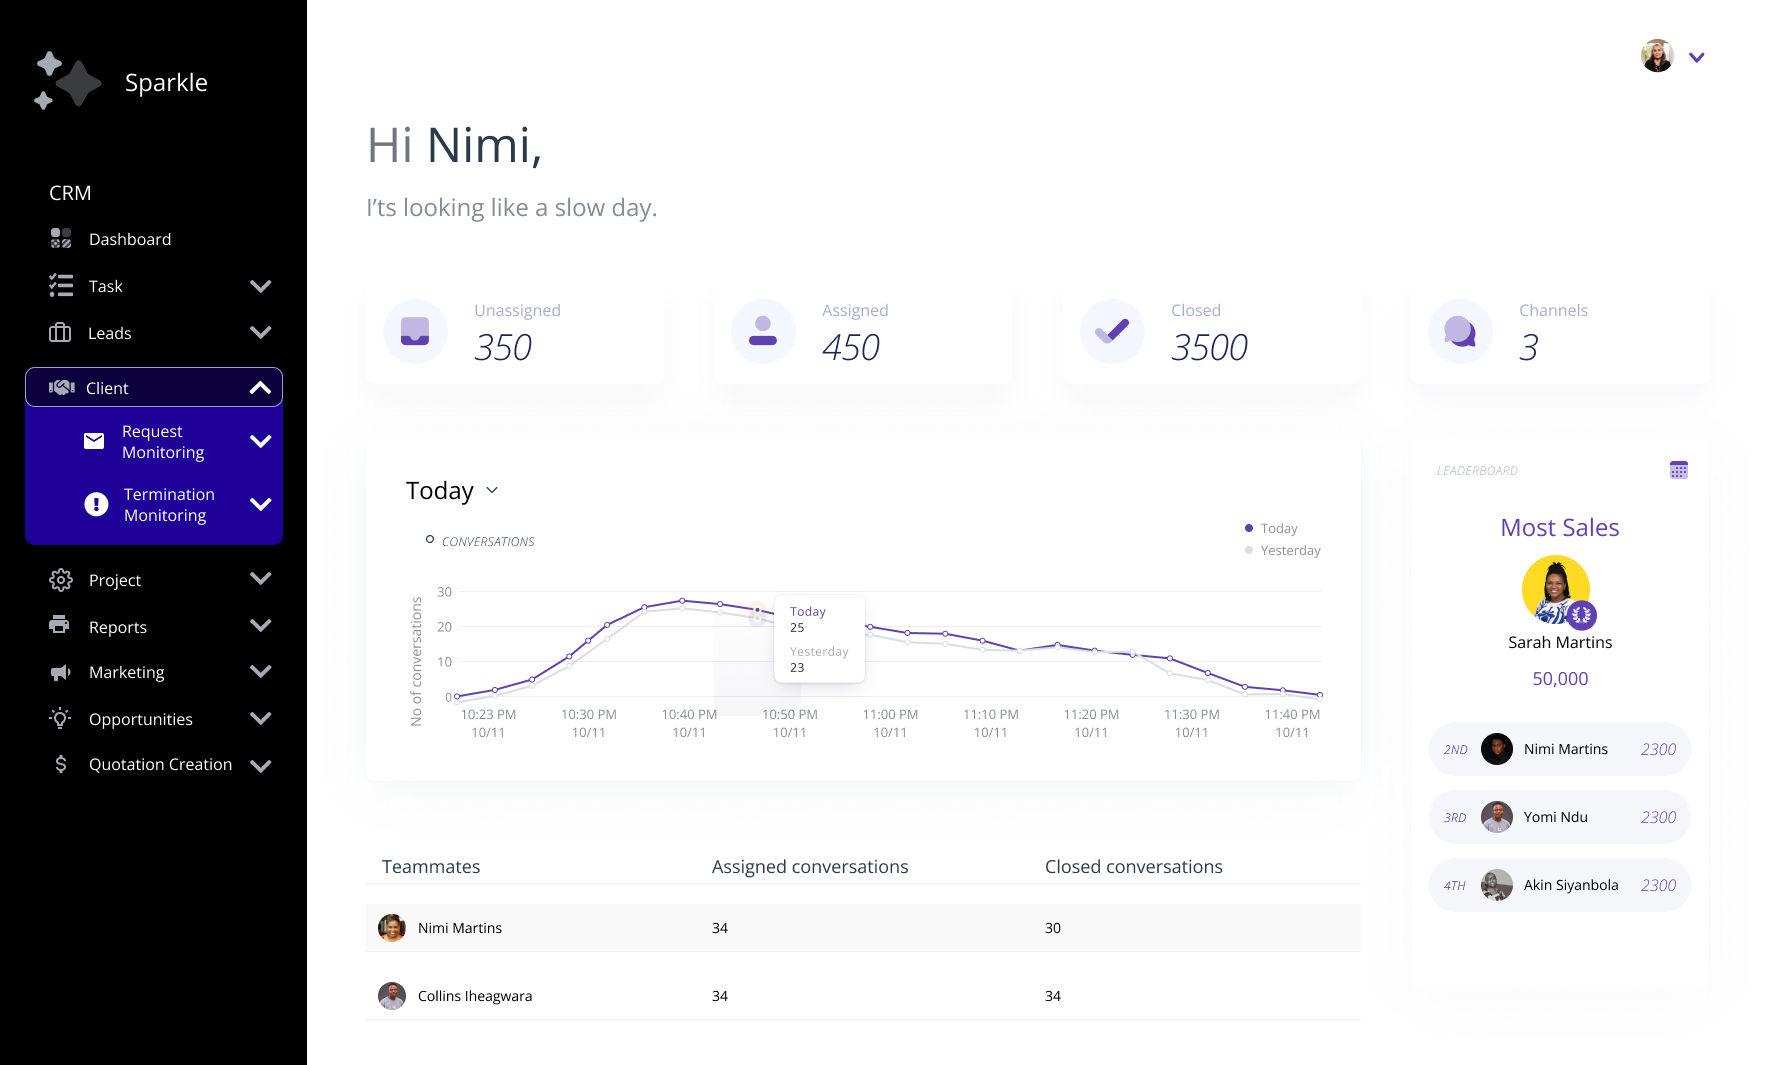 Sparkle
CRM
Dashboard
Task
Leads
Client
Request
Monitoring
Termination
Monitoring
Project
Reports
Marketing
Opportunities
Quotation Creation
Hi Nimi,
I'ts looking like a slow day.
Unassigned
350
Assigned
450
Closed
3500
Channels
3
Today
CONVERSATIONS
Today
Yesterday
No of conversations
30
20
10
0
Today
25
Yesterday
23
10:23 PM
10/11
10:30 PM
10/11
10:40 PM
10/11
10:50 PM
10/11
11:00 PM
10/11
11:10 PM
10/11
11:20 PM
10/11
11:30 PM
10/11
11:40 PM
10/11
LEADERBOARD
Most Sales
Sarah Martins
50,000
2ND Nimi Martins 2300
3RD Yomi Ndu 2300
4TH Akin Siyanbola 2300
Teammates Assigned conversations Closed conversations
Nimi Martins 34 30
Collins Iheagwara 34 34